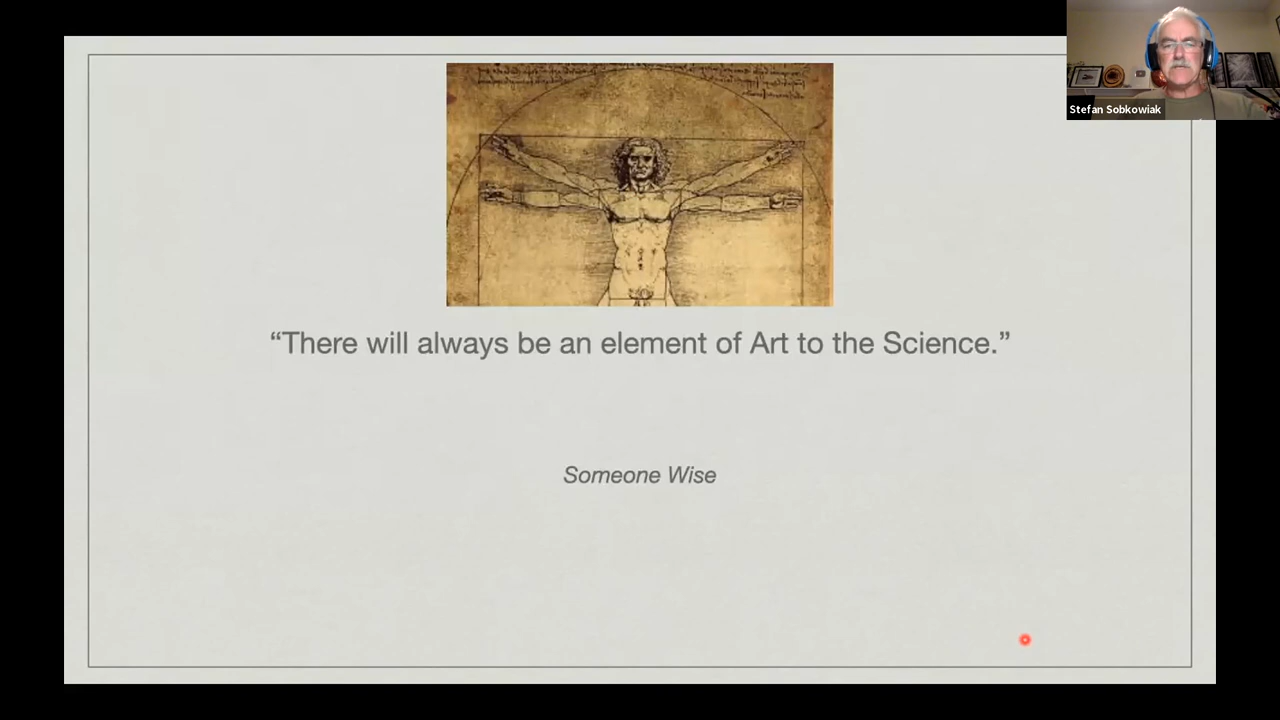 Stefan Sobkowiak
“There will always be an element of Art to the Science.”
Someone Wise